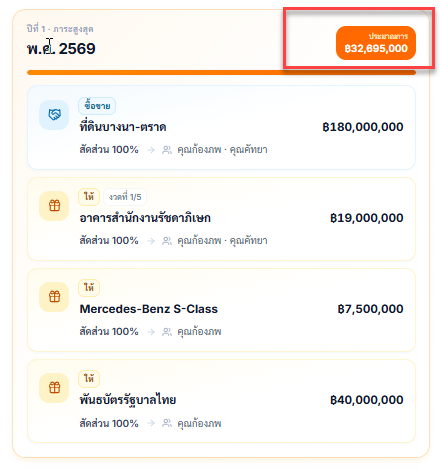 ปีที่ 1 · ภาระสูงสุด
พ.ศ. 2569
ประมาณการ
฿32,695,000
ซื้อขาย
ที่ดินบางนา-ตราด
฿180,000,000
สัดส่วน 100% → คุณก้องภพ · คุณคัทยา
ให้ งวดที่ 1/5
อาคารสำนักงานรัชดาภิเษก
฿19,000,000
สัดส่วน 100% → คุณก้องภพ · คุณคัทยา
ให้
Mercedes-Benz S-Class
฿7,500,000
สัดส่วน 100% → คุณก้องภพ
ให้
พันธบัตรรัฐบาลไทย
฿40,000,000
สัดส่วน 100% → คุณก้องภพ